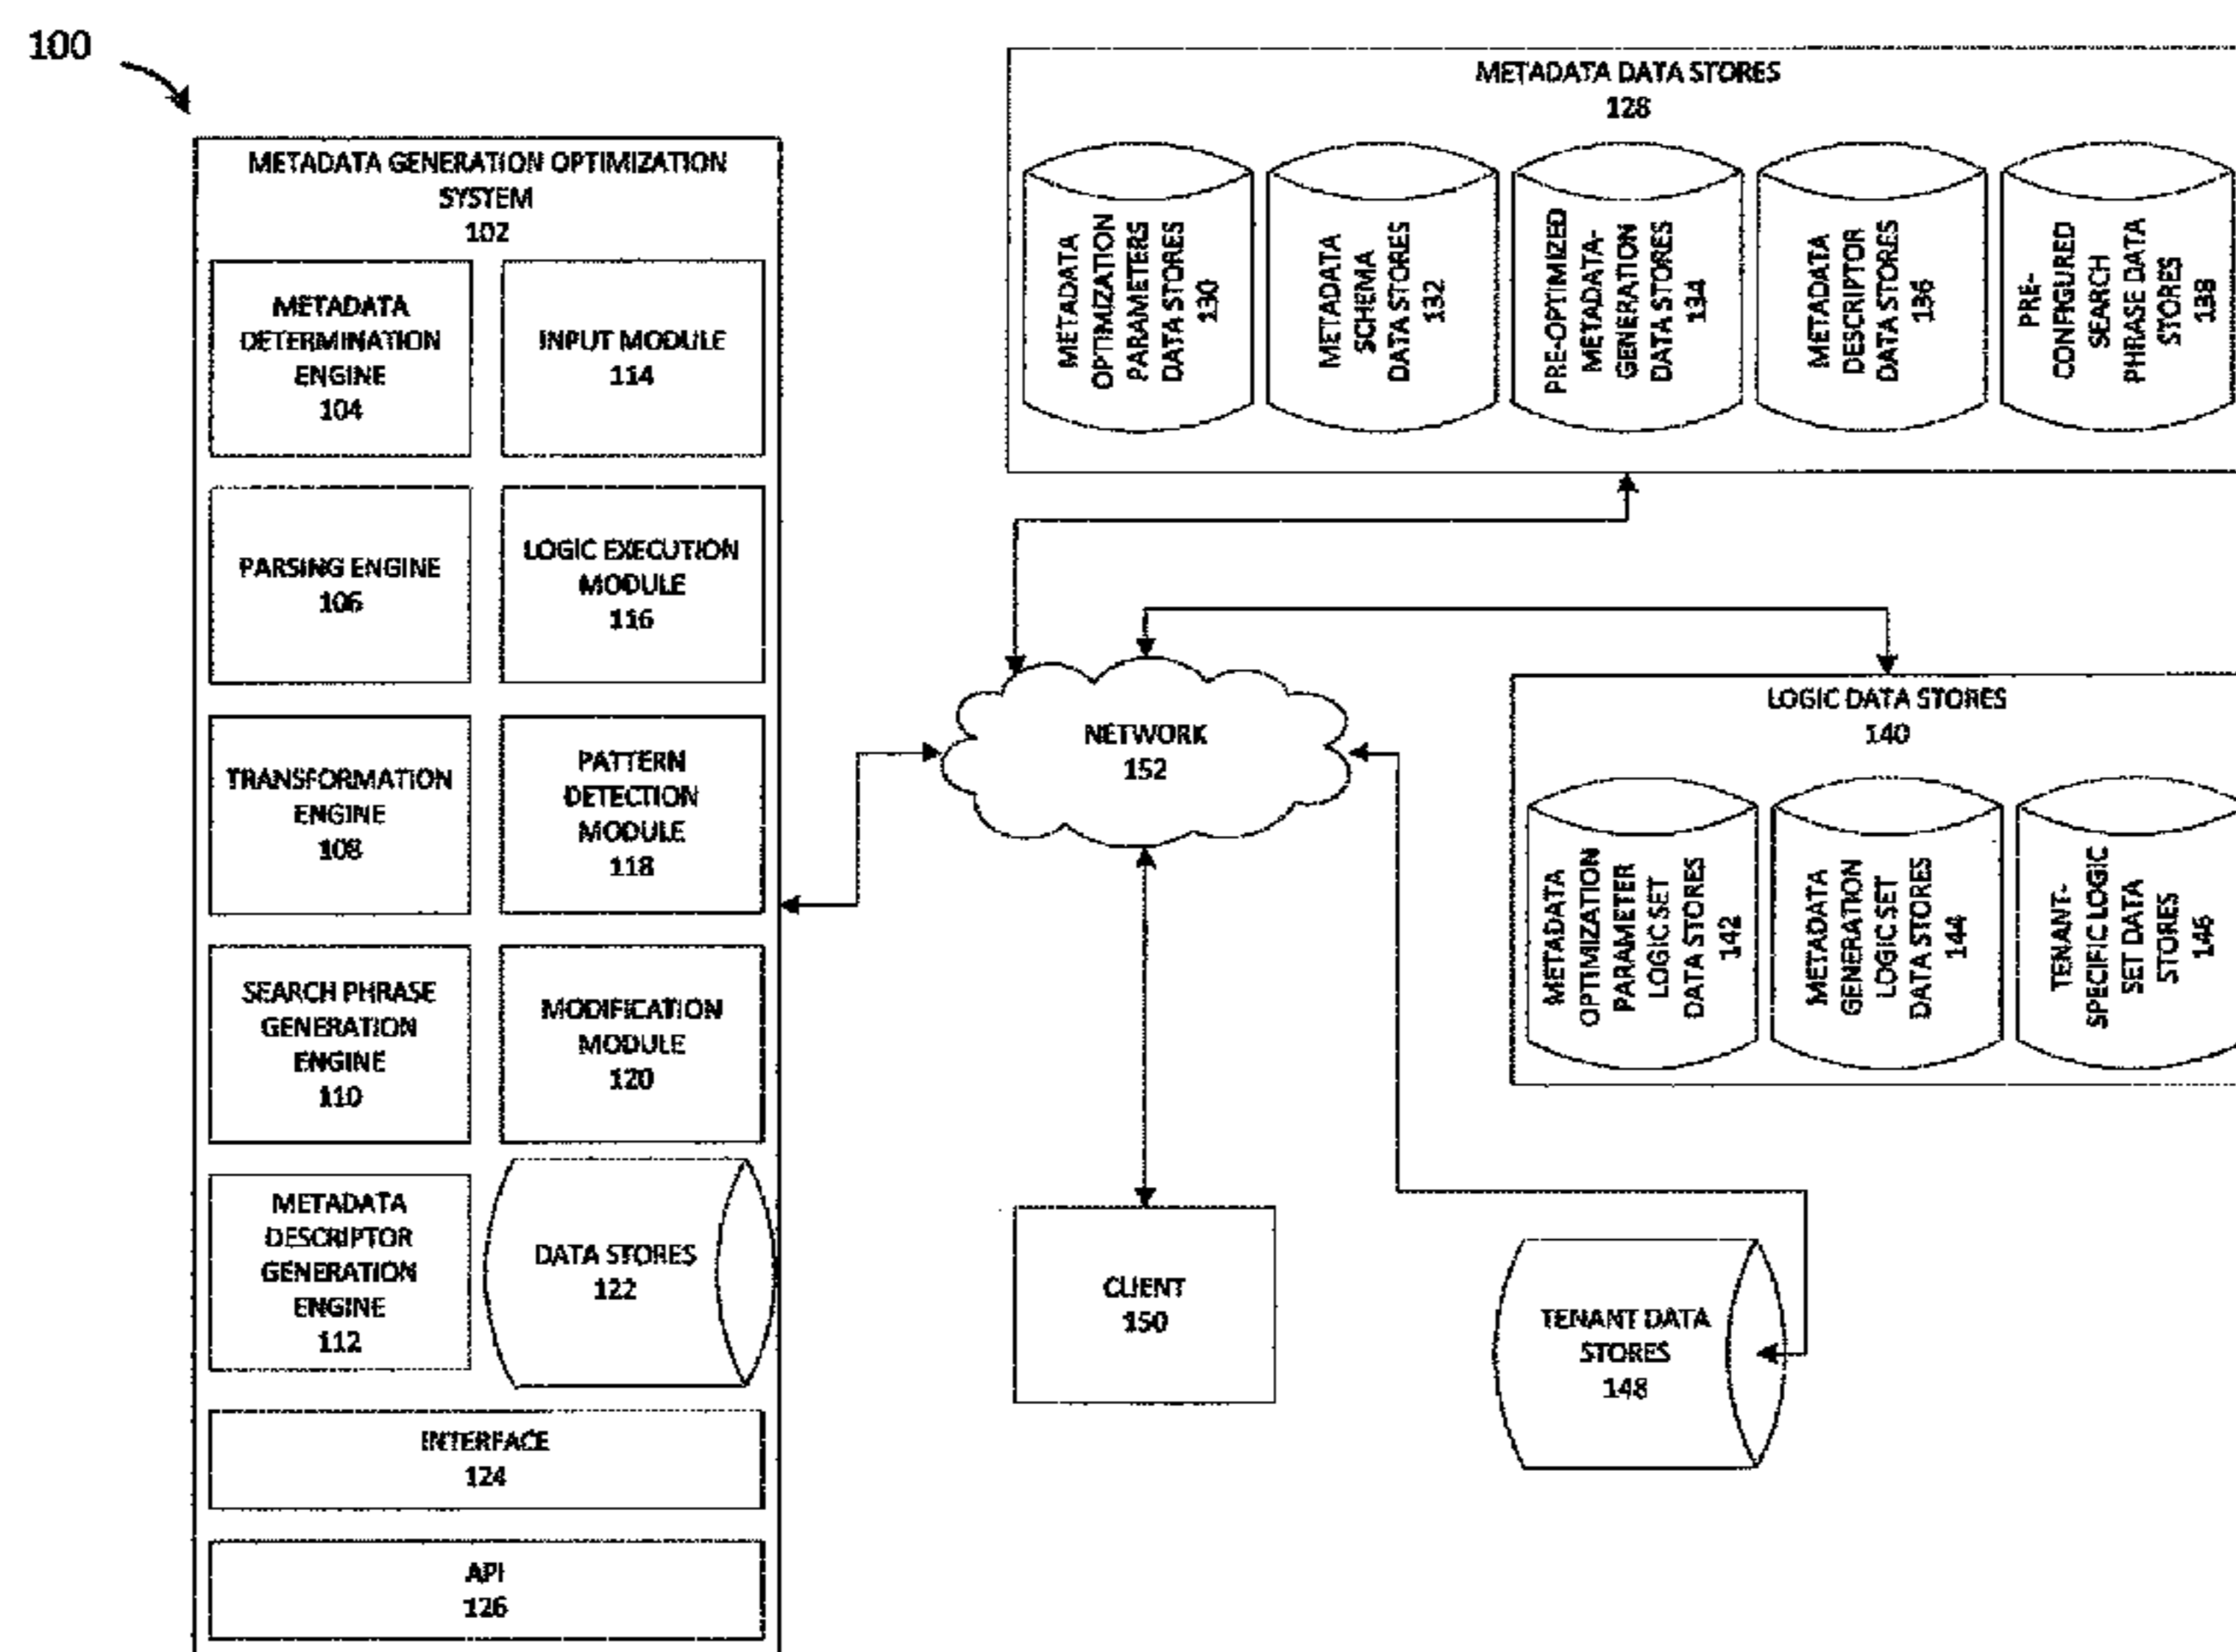 100
METADATA GENERATION OPTIMIZATION
SYSTEM
102
METADATA
DETERMINATION
ENGINE
104
INPUT MODULE
114
PARSING ENGINE
106
LOGIC EXECUTION
MODULE
116
TRANSFORMATION
ENGINE
108
PATTERN
DETECTION
MODULE
118
SEARCH PHRASE
GENERATION
ENGINE
110
MODIFICATION
MODULE
120
METADATA
DESCRIPTOR
GENERATION
ENGINE
112
DATA STORES
122
INTERFACE
124
API
126
METADATA DATA STORES
128
METADATA
OPTIMIZATION
PARAMETERS
DATA STORES
130
METADATA
SCHEMA
DATA STORES
132
PRE-OPTIMIZED
METADATA-
GENERATION
DATA STORES
134
METADATA
DESCRIPTOR
DATA STORES
136
PRE-
CONFIGURED
SEARCH
PHRASE DATA
STORES
138
NETWORK
152
LOGIC DATA STORES
140
METADATA
OPTIMIZATION
PARAMETER
LOGIC SET
DATA STORES
142
METADATA
GENERATION
LOGIC SET
DATA STORES
144
TENANT-
SPECIFIC LOGIC
SET DATA
STORES
146
CLIENT
150
TENANT DATA
STORES
148